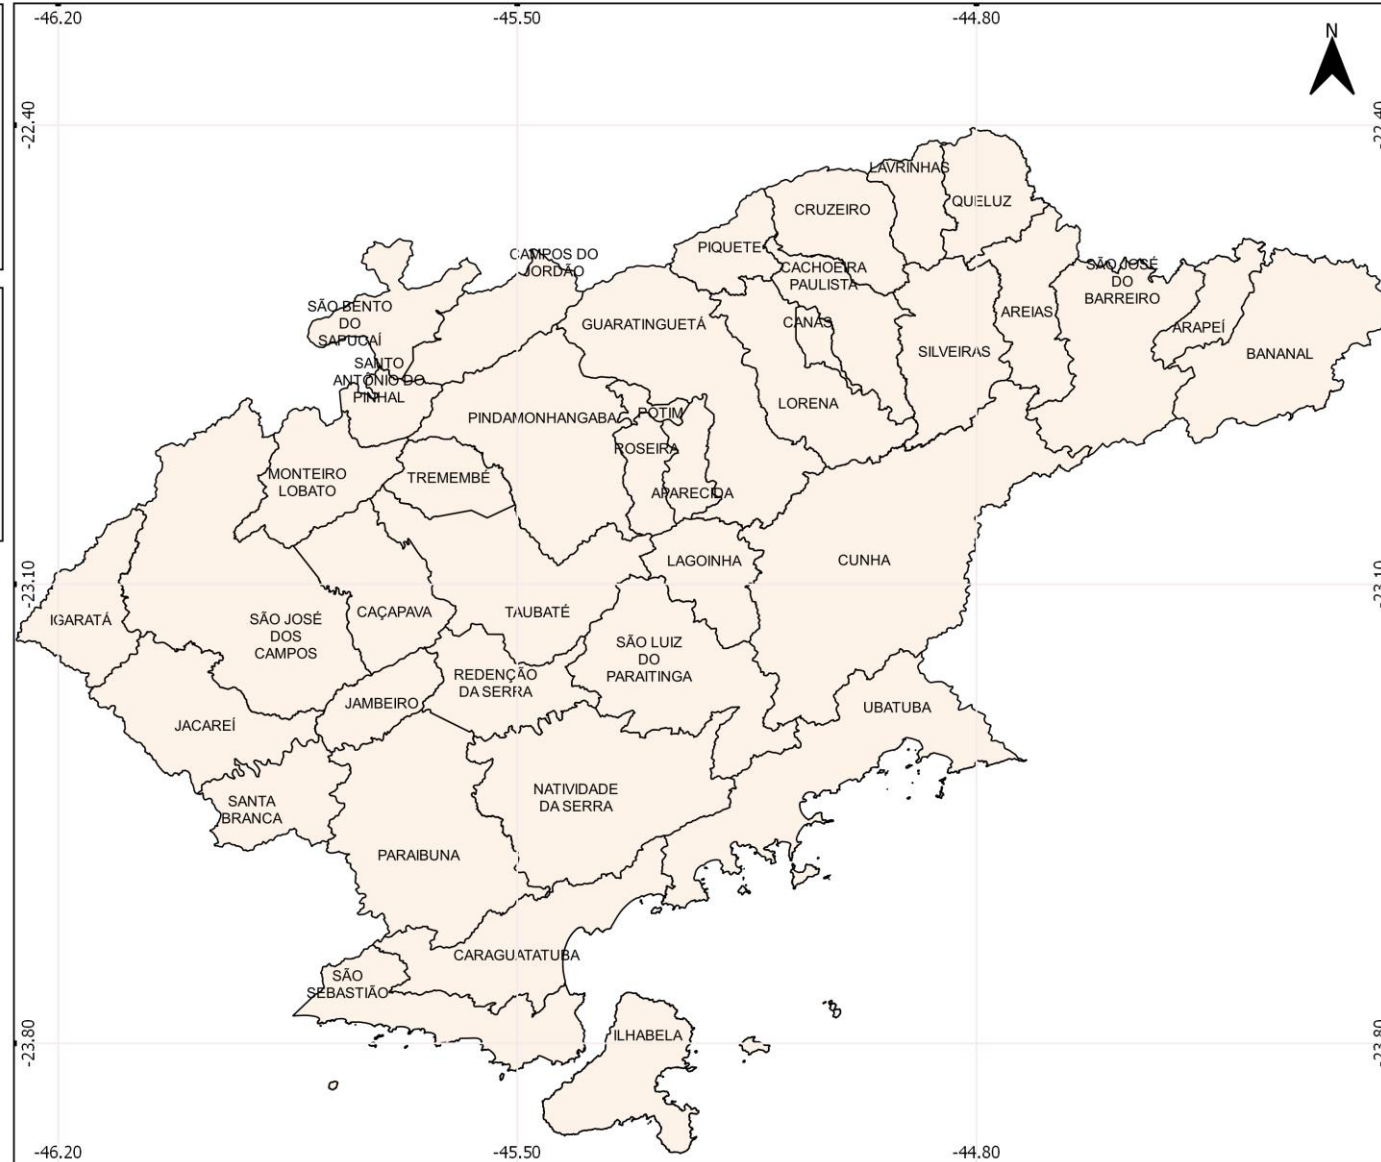 -46.20
-45.50
-44.80
N
-22.40
-22.40
LAVRINHAS
QUELUZ
CRUZEIRO
PIQUETE
CAMPOS DO
JORDÃO
CACHOEIRA
PAULISTA
SÃO JOSÉ
DO
BARREIRO
SÃO BENTO
DO
SAPUCAÍ
GUARATINGUETÁ
CANAS
AREIAS
ARAPEÍ
SILVEIRAS
BANANAL
SANTO
ANTÔNIO DO
PINHAL
LORENA
PINDAMONHANGABA
POTIM
ROSEIRA
MONTEIRO
LOBATO
TREMEMBÉ
APARECIDA
LAGOINHA
CUNHA
-23.10
-23.10
IGARATÁ
SÃO JOSÉ
DOS
CAMPOS
CAÇAPAVA
TAUBATÉ
SÃO LUIZ
DO
PARAITINGA
REDENÇÃO
DA SERRA
JAMBEIRO
UBATUBA
JACAREÍ
NATIVIDADE
DA SERRA
SANTA
BRANCA
PARAIBUNA
CARAGUATATUBA
SÃO
SEBASTIÃO
ILHABELA
-23.80
-23.80
-46.20
-45.50
-44.80